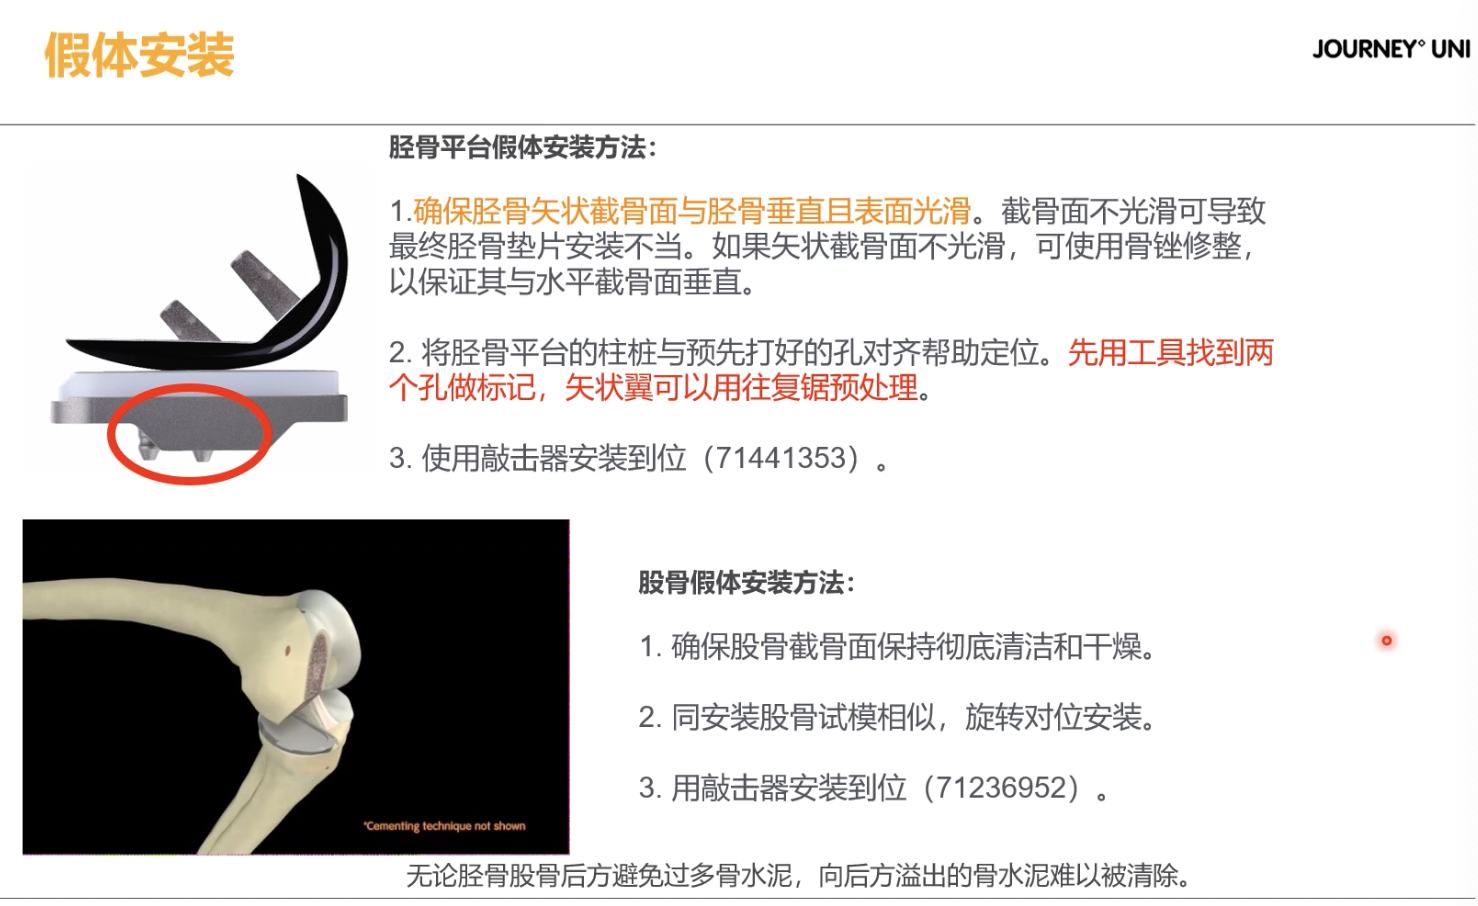 假体安装
JOURNEY® UNI
胫骨平台假体安装方法：
1.确保胫骨矢状截骨面与胫骨垂直且表面光滑。截骨面不光滑可导致
最终胫骨垫片安装不当。如果矢状截骨面不光滑，可使用骨锉修整，
以保证其与水平截骨面垂直。
2. 将胫骨平台的柱桩与预先打好的孔对齐帮助定位。先用工具找到两
个孔做标记，矢状翼可以用往复锯预处理。
3. 使用敲击器安装到位（71441353）。
股骨假体安装方法：
1. 确保股骨截骨面保持彻底清洁和干燥。
2. 同安装股骨试模相似，旋转对位安装。
3. 用敲击器安装到位（71236952）。
*Cementing technique not shown
无论胫骨股骨后方避免过多骨水泥，向后方溢出的骨水泥难以被清除。